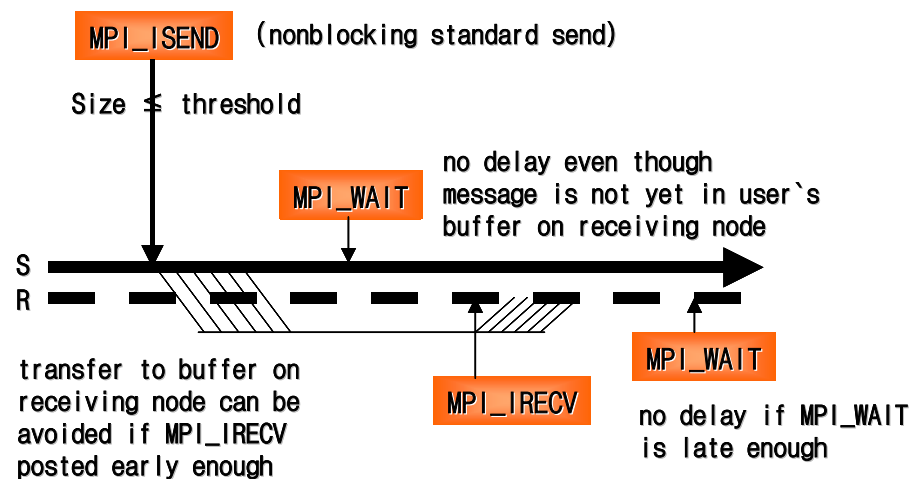 MPI_ISEND (nonblocking standard send)
Size ≤ threshold
MPI_WAIT
no delay even though
message is not yet in user`s
buffer on receiving node
S
R
transfer to buffer on
receiving node can be
avoided if MPI_IRECV
posted early enough
MPI_IRECV
MPI_WAIT
no delay if MPI_WAIT
is late enough